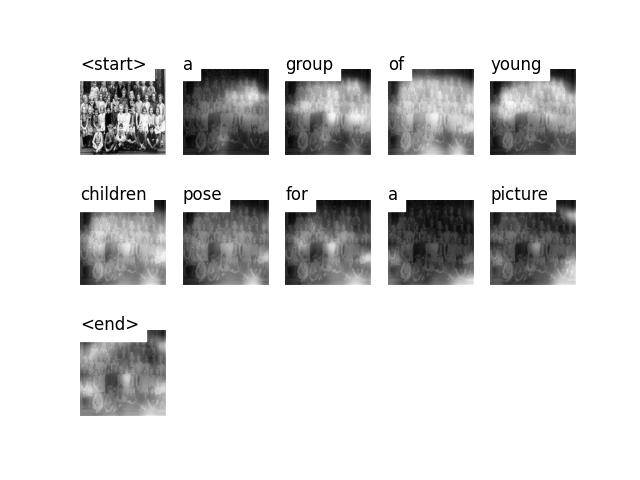 <start> a group of young
children pose for a picture
<end>